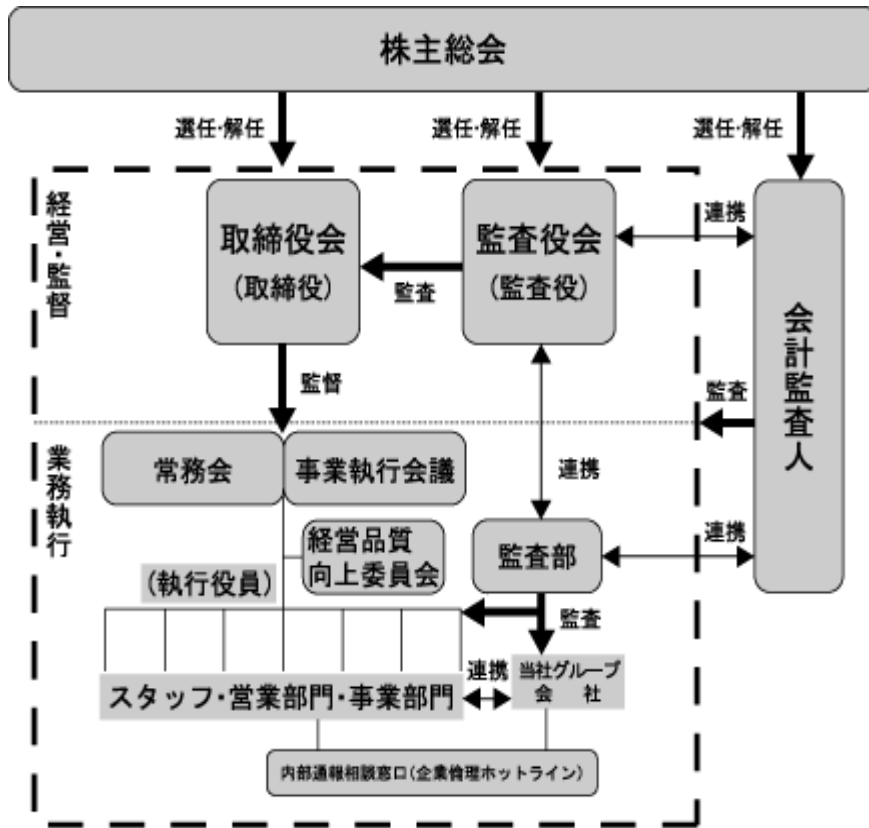 株主総会
選任・解任
選任・解任
選任・解任
経営・監督
取締役会
(取締役)
監査
監査役会
(監査役)
連携
会計監査人
監督
監査
業務執行
常務会
事業執行会議
連携
経営品質
向上委員会
監査部
連携
(執行役員)
監査
スタッフ・営業部門・事業部門
連携
当社グループ
会 社
内部通報相談窓口(企業倫理ホットライン)